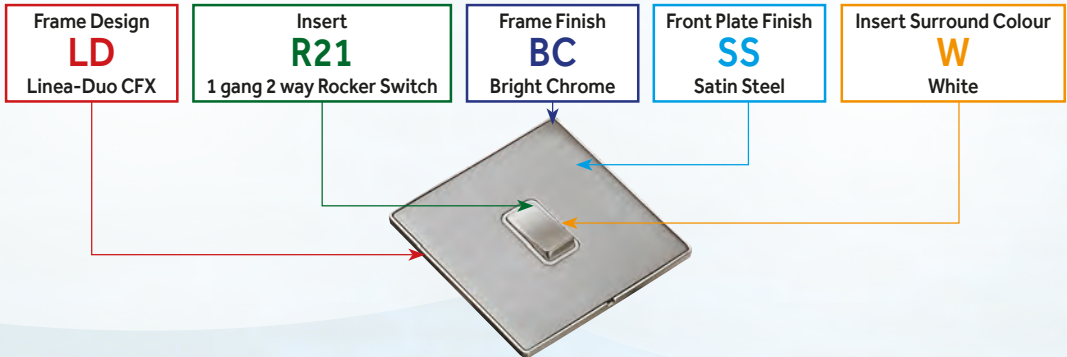 Frame Design
LD
Linea-Duo CFX
Insert
R21
1 gang 2 way Rocker Switch
Frame Finish
BC
Bright Chrome
Front Plate Finish
SS
Satin Steel
Insert Surround Colour
W
White